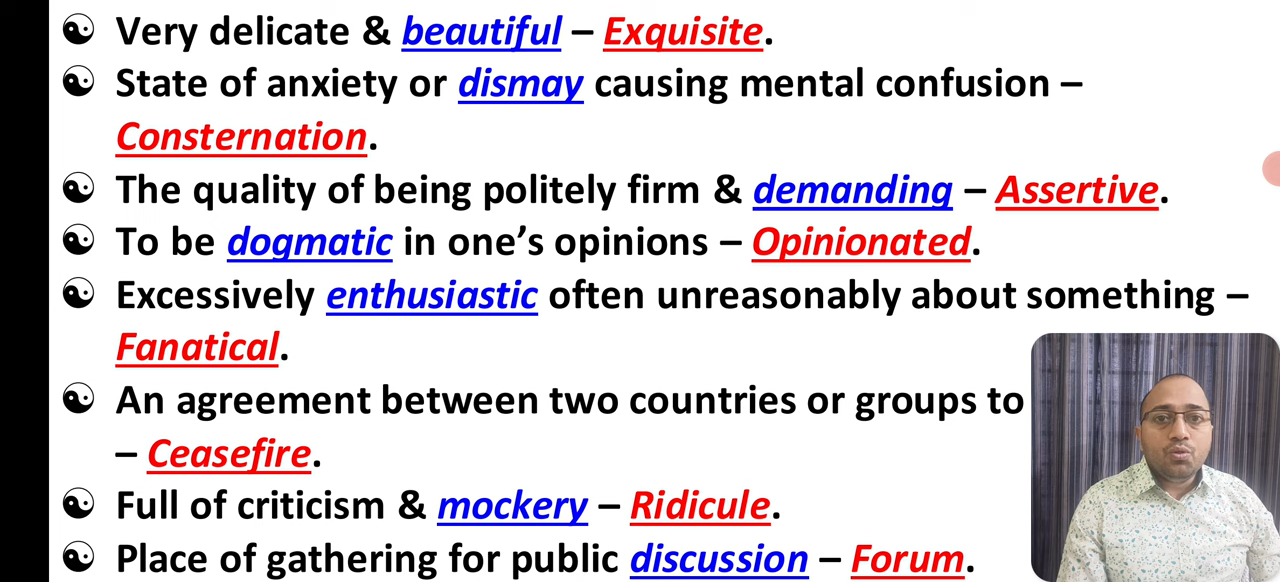 Very delicate & beautiful – Exquisite.
State of anxiety or dismay causing mental confusion –
Consternation.
The quality of being politely firm & demanding – Assertive.
To be dogmatic in one’s opinions – Opinionated.
Excessively enthusiastic often unreasonably about something –
Fanatical.
An agreement between two countries or groups to
– Ceasefire.
Full of criticism & mockery – Ridicule.
Place of gathering for public discussion – Forum.